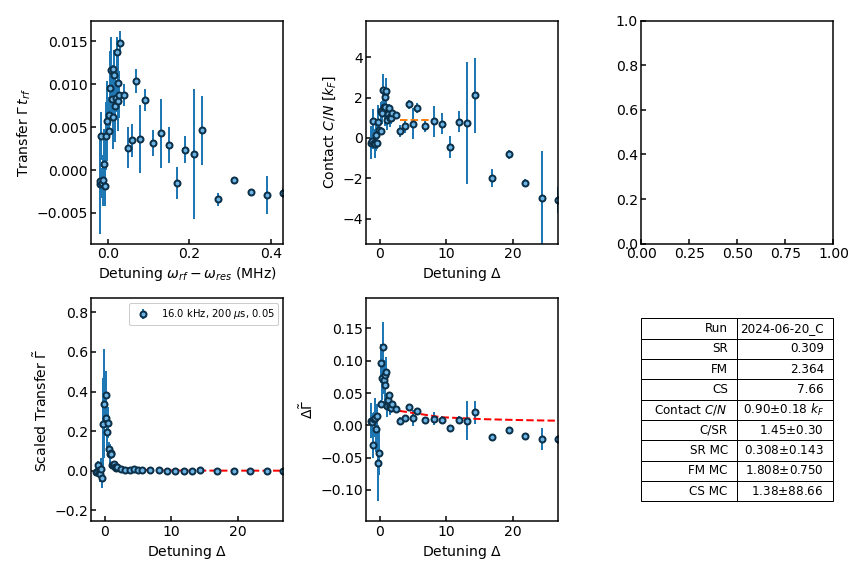 0.015
0.010
0.005
0.000
−0.005
Transfer Γ t_rf
0.0
0.2
0.4
Detuning ω_rf − ω_res (MHz)
4
2
0
−2
−4
Contact C/N [k_F]
0
20
Detuning Δ
1.0
0.8
0.6
0.4
0.2
0.0
0.00
0.25
0.50
0.75
1.00
0.8
0.6
0.4
0.2
0.0
−0.2
Scaled Transfer Γ̃
16.0 kHz, 200 μs, 0.05
0
20
Detuning Δ
0.15
0.10
0.05
0.00
−0.05
−0.10
ΔΓ̃
0
20
Detuning Δ
Run 2024-06-20_C
SR 0.309
FM 2.364
CS 7.66
Contact C/N 0.90±0.18 k_F
C/SR 1.45±0.30
SR MC 0.308±0.143
FM MC 1.808±0.750
CS MC 1.38±88.66